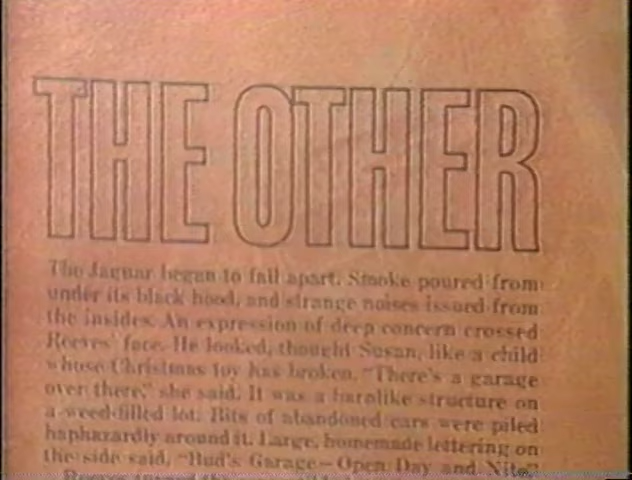 THE OTHER
The Jaguar began to fall apart. Smoke poured from
under its black hood, and strange noises issued from
the insides. An expression of deep concern crossed
Reeves' face. He looked, thought Susan, like a child
whose Christmas toy has broken. "There's a garage
over there," she said. It was a barnlike structure on
a weed-filled lot. Bits of abandoned cars were piled
haphazardly around it. Large, homemade lettering on
the side said, "Bud's Garage—Open Day and Nite"
Reeves